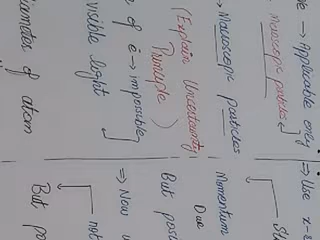 → Applicable only
Microscopic particles]
→ Macroscopic Particles
(Explain Uncertainty
Principle)
of e → impossible
visible light ]
of atom
⇒ Use x-
Momentum
Due
But
⇒ Now
not
But